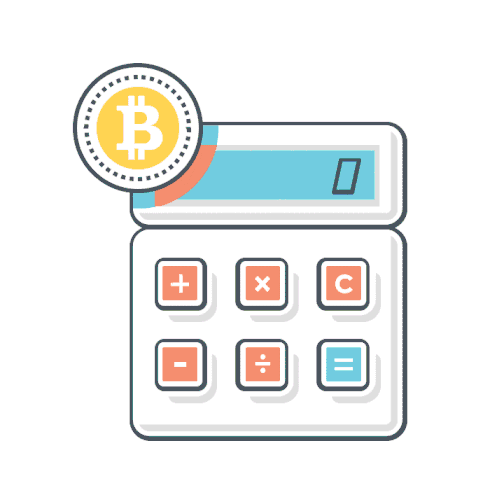 ₿
0
+ × C
- ÷ =